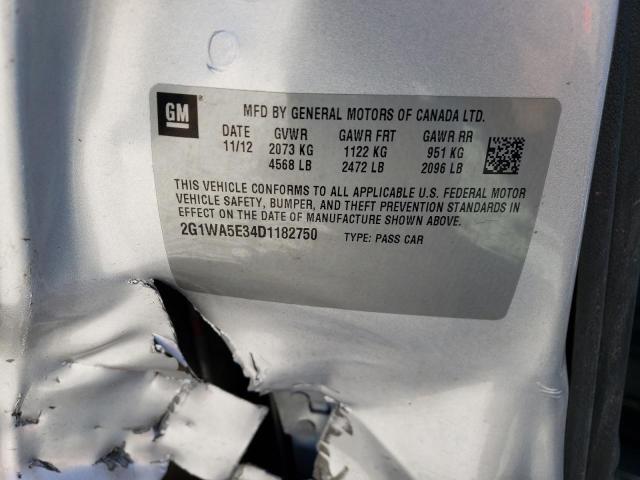 GM
MFD BY GENERAL MOTORS OF CANADA LTD.
DATE GVWR GAWR FRT GAWR RR
11/12 2073 KG 1122 KG 951 KG
4568 LB 2472 LB 2096 LB
THIS VEHICLE CONFORMS TO ALL APPLICABLE U.S. FEDERAL MOTOR
VEHICLE SAFETY, BUMPER, AND THEFT PREVENTION STANDARDS IN
EFFECT ON THE DATE OF MANUFACTURE SHOWN ABOVE.
2G1WA5E34D1182750 TYPE: PASS CAR